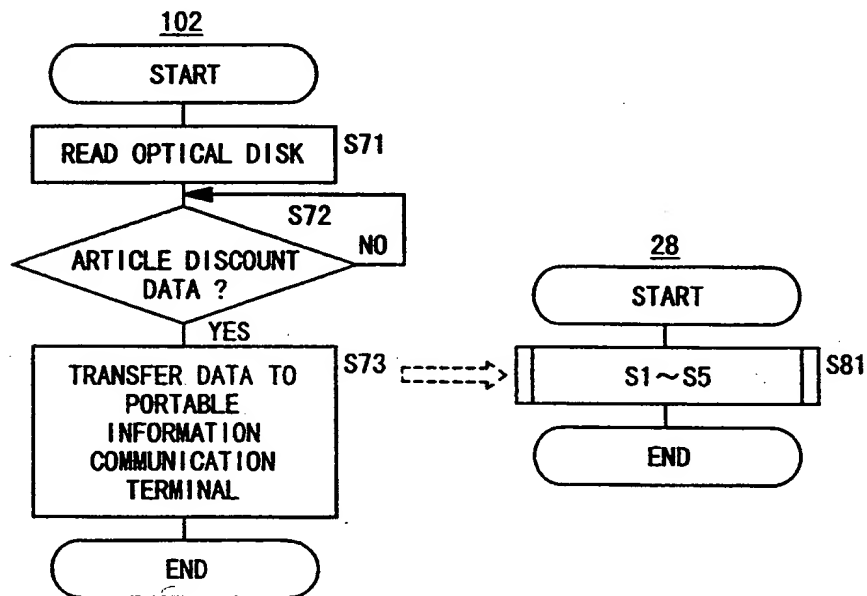 102
START
READ OPTICAL DISK
S71
S72
NO
ARTICLE DISCOUNT
DATA ?
YES
TRANSFER DATA TO
PORTABLE
INFORMATION
COMMUNICATION
TERMINAL
S73
END
28
START
S1~S5
S81
END